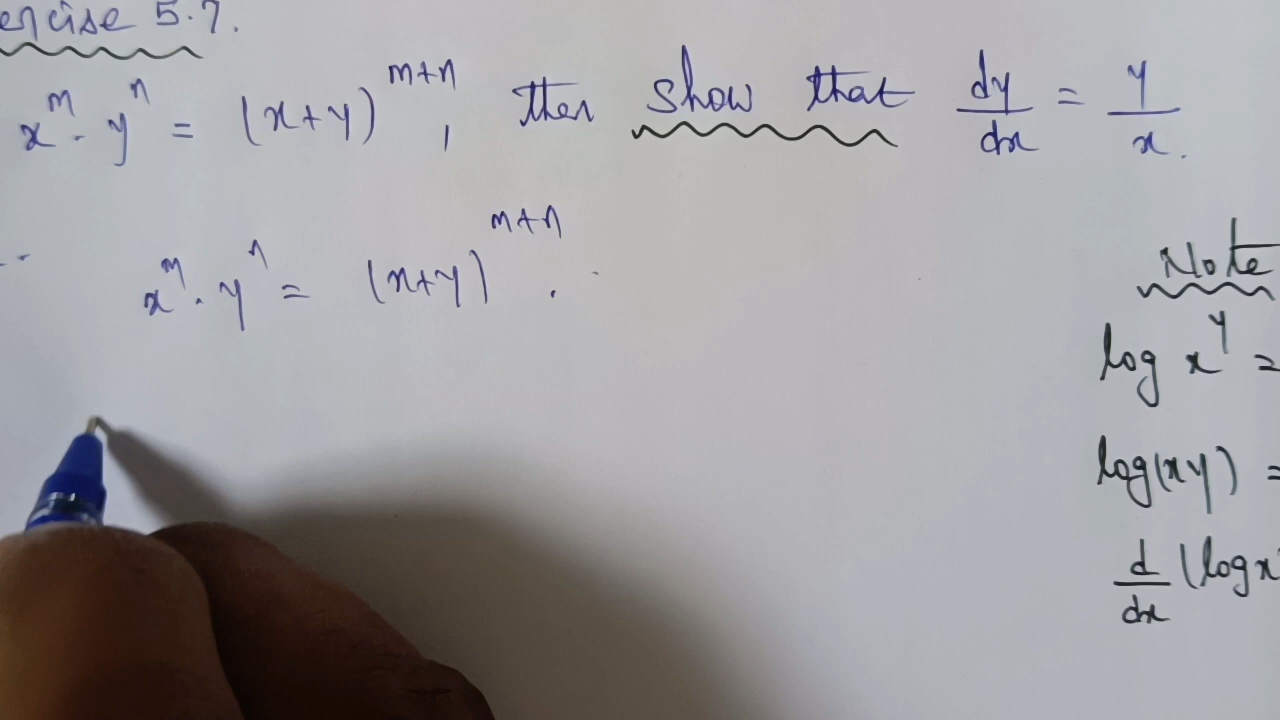 ercise 5.7.
x^m · y^n = (x+y)^{m+n}, then show that dy/dx = y/x.
x^m · y^n = (x+y)^{m+n}.
Note
log x^y =
log(xy) =
d/dx (log x